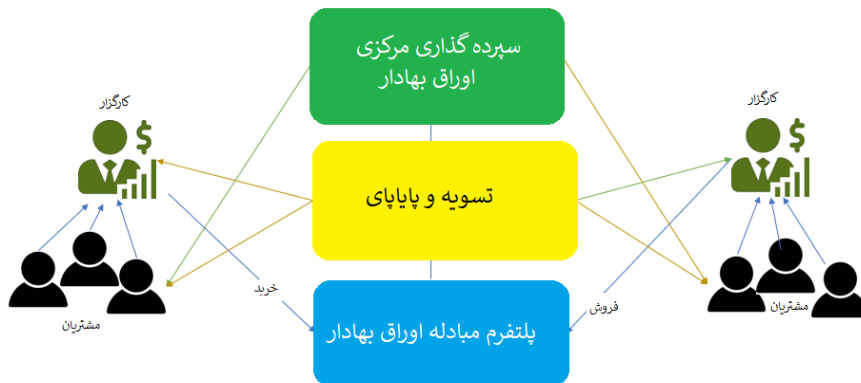 سپرده گذاری مرکزی
اوراق بهادار
کارگزار
کارگزار
تسویه و پایاپای
خرید
فروش
مشتریان
مشتریان
پلتفرم مبادله اوراق بهادار